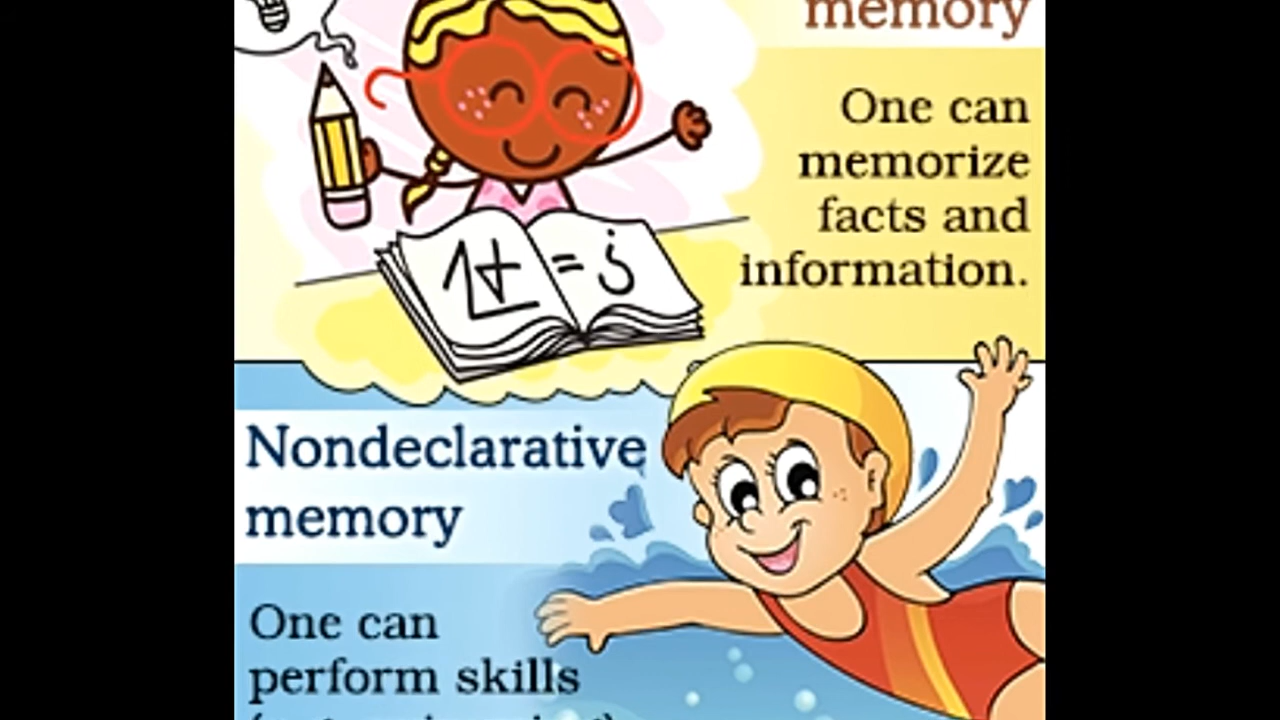 memory
One can
memorize
facts and
information.
Nondeclarative
memory
One can
perform skills